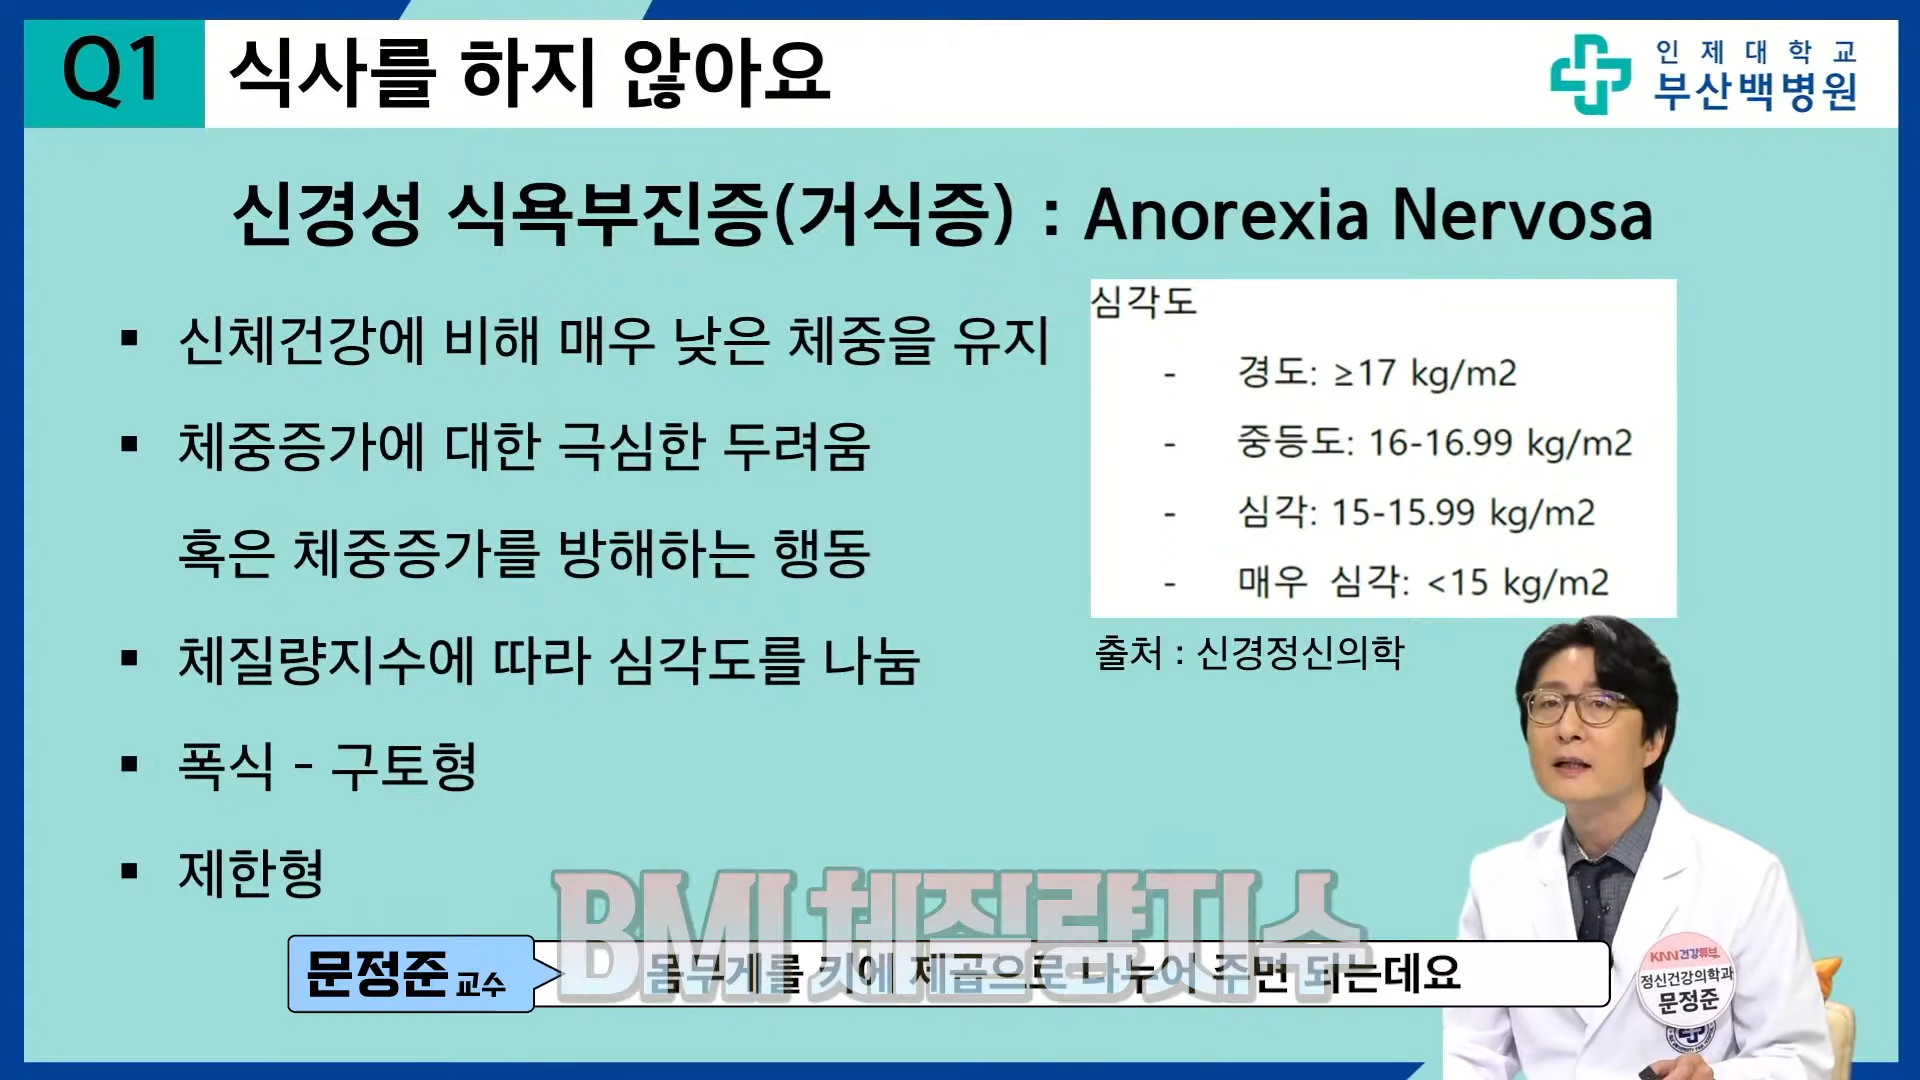 Q1 식사를 하지 않아요
인제대학교
부산백병원
신경성 식욕부진증(거식증) : Anorexia Nervosa
▪ 신체건강에 비해 매우 낮은 체중을 유지
▪ 체중증가에 대한 극심한 두려움
혹은 체중증가를 방해하는 행동
▪ 체질량지수에 따라 심각도를 나눔
▪ 폭식 - 구토형
▪ 제한형
심각도
- 경도: ≥17 kg/m2
- 중등도: 16-16.99 kg/m2
- 심각: 15-15.99 kg/m2
- 매우 심각: <15 kg/m2
출처 : 신경정신의학
BMI 체질량지수
문정준 교수
몸무게를 키에 제곱으로 나누어 주면 되는데요
KNN건강튜브
정신건강의학과
문정준